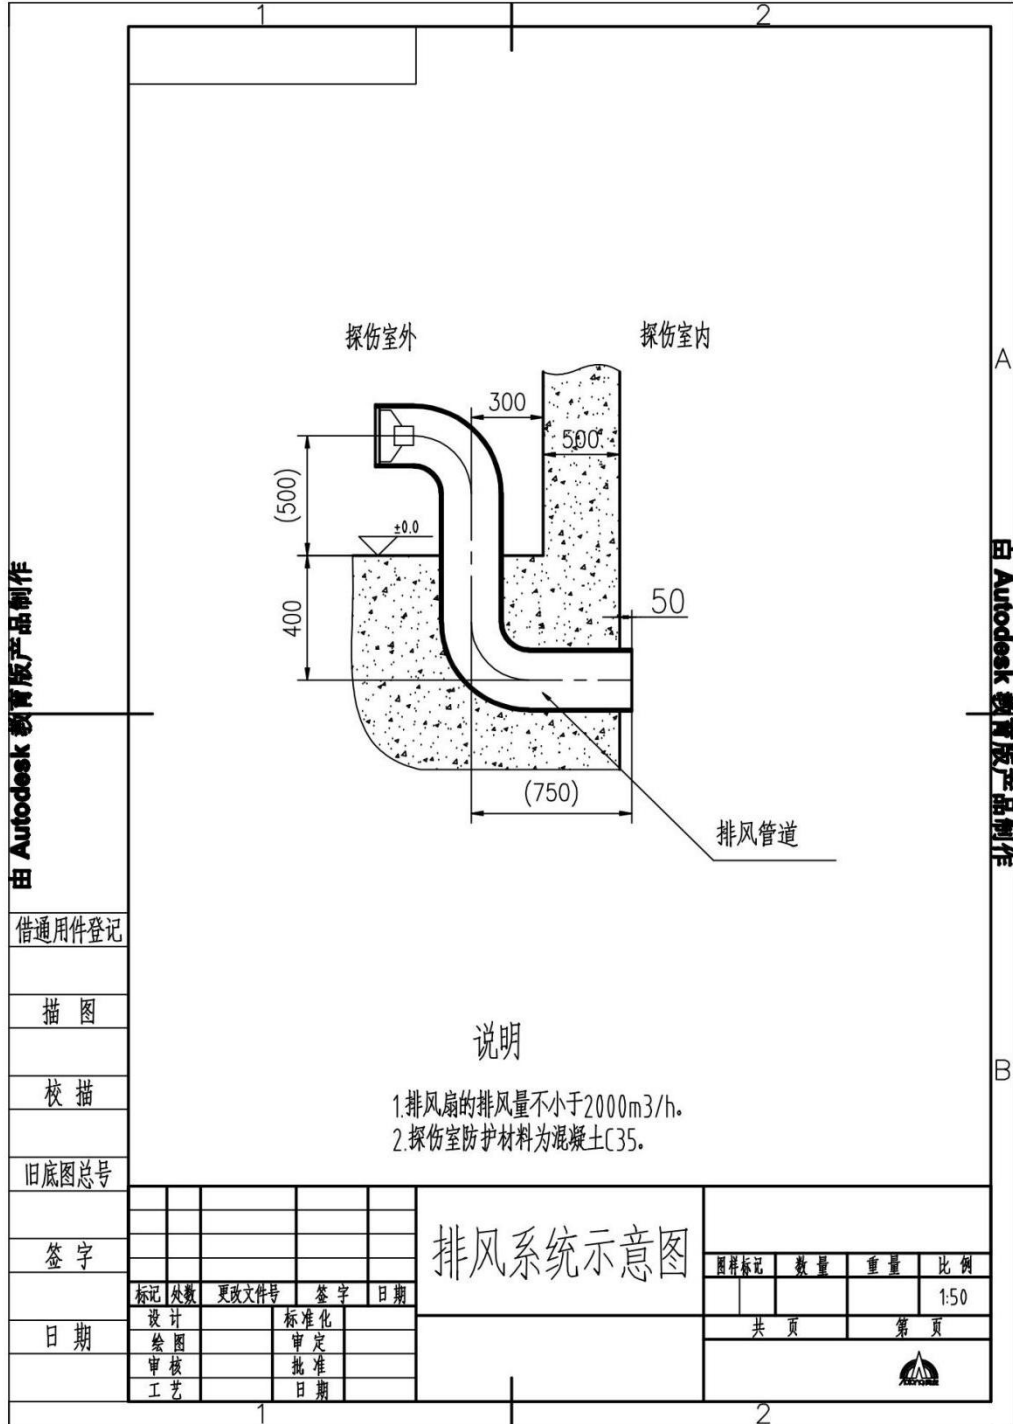 1
2
探伤室外
探伤室内
A
300
500
(500)
±0.0
400
50
(750)
排风管道
由 Autodesk 教育版产品制作
由 Autodesk 教育版产品制作
借通用件登记
描 图
校 描
旧底图总号
签 字
日 期
说明
1.排风扇的排风量不小于2000m3/h。
2.探伤室防护材料为混凝土C35。
B
排风系统示意图
标记 处数 更改文件号 签 字 日 期
设 计 标 准 化
绘 图 审 定
审 核 批 准
工 艺 日 期
图样标记 数 量 重 量 比 例
1:50
共 页 第 页
1
2